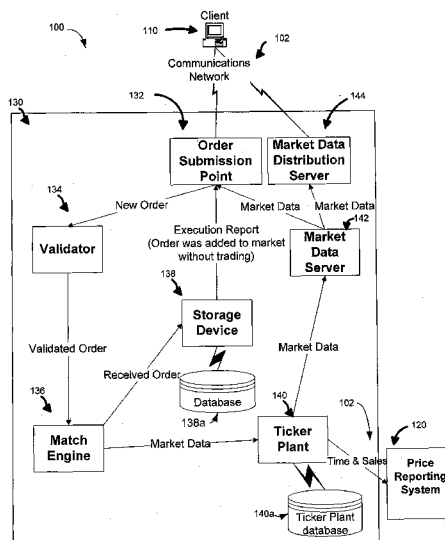 Client
110
100
102
Communications
Network
132
144
130
Order
Submission
Point
Market Data
Distribution
Server
134
New Order
Market Data
Market Data
142
Validator
Execution Report
(Order was added to market
without trading)
Market
Data
Server
138
Storage
Device
Validated Order
Market Data
Received Order
136
Database
140
102
138a
120
Match
Engine
Market Data
Ticker
Plant
Time & Sales
Price
Reporting
System
140a
Ticker Plant
database